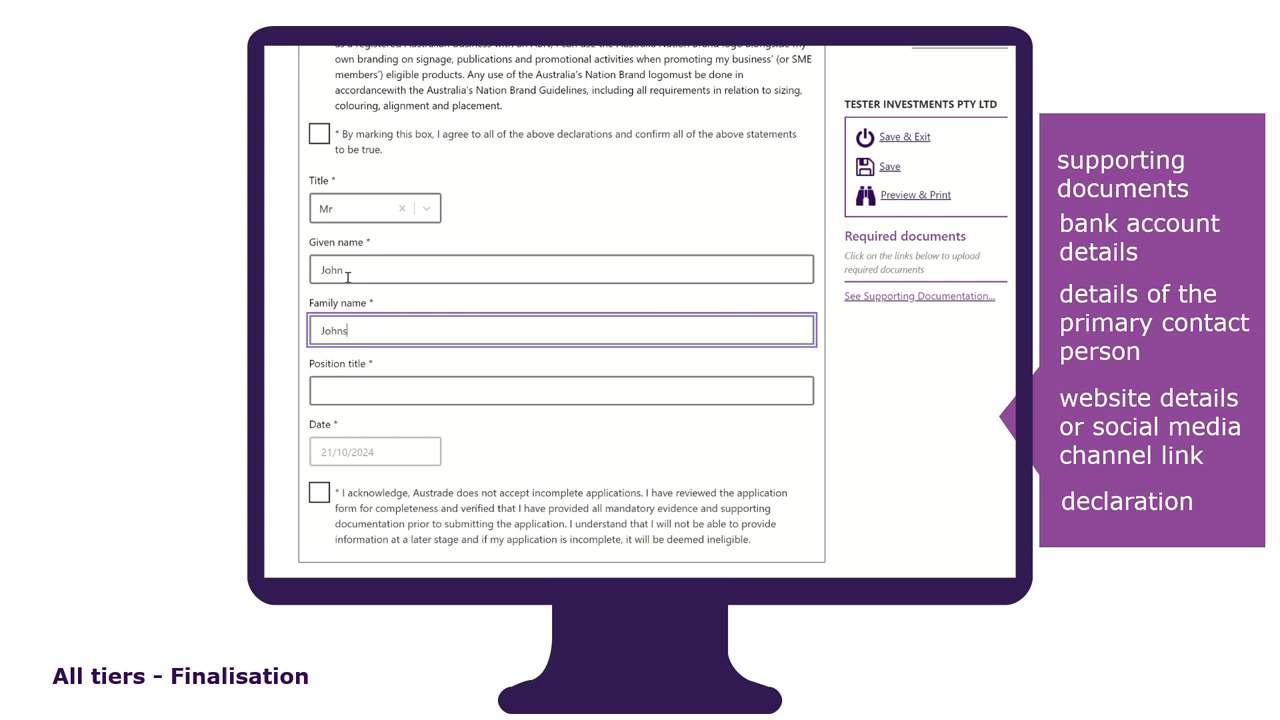 own branding on signage, publications and promotional activities when promoting my business' (or SME
members') eligible products. Any use of the Australia's Nation Brand logomust be done in
accordancewith the Australia's Nation Brand Guidelines, including all requirements in relation to sizing,
colouring, alignment and placement.
* By marking this box, I agree to all of the above declarations and confirm all of the above statements
to be true.
Title *
Mr
Given name *
John
Family name *
Johns
Position title *
Date *
21/10/2024
* I acknowledge, Austrade does not accept incomplete applications. I have reviewed the application
form for completeness and verified that I have provided all mandatory evidence and supporting
documentation prior to submitting the application. I understand that I will not be able to provide
information at a later stage and if my application is incomplete, it will be deemed ineligible.
TESTER INVESTMENTS PTY LTD
Save & Exit
Save
Preview & Print
Required documents
Click on the links below to upload
required documents
See Supporting Documentation...
supporting
documents
bank account
details
details of the
primary contact
person
website details
or social media
channel link
declaration
All tiers – Finalisation